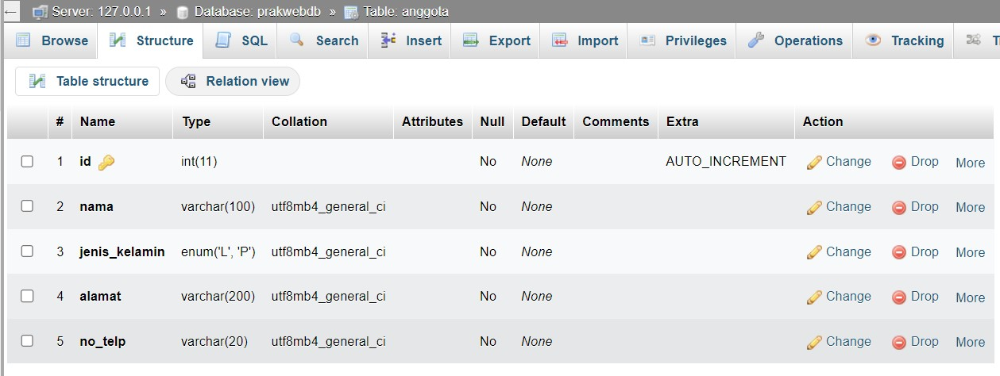 ← Server: 127.0.0.1 » Database: prakwebdb » Table: anggota
Browse Structure SQL Search Insert Export Import Privileges Operations Tracking
Table structure Relation view
# Name Type Collation Attributes Null Default Comments Extra Action
1 id int(11) No None AUTO_INCREMENT Change Drop More
2 nama varchar(100) utf8mb4_general_ci No None Change Drop More
3 jenis_kelamin enum('L', 'P') utf8mb4_general_ci No None Change Drop More
4 alamat varchar(200) utf8mb4_general_ci No None Change Drop More
5 no_telp varchar(20) utf8mb4_general_ci No None Change Drop More